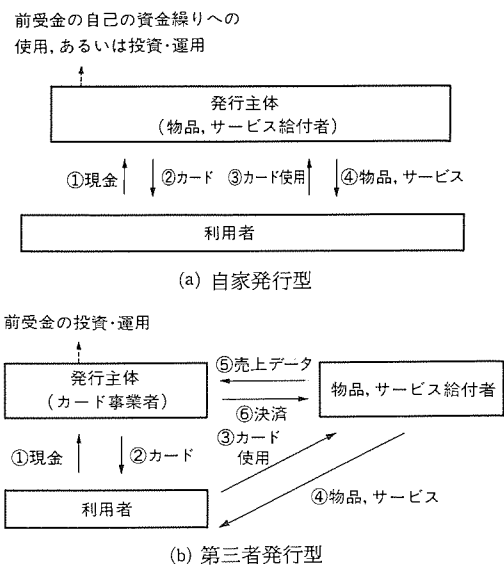 前受金の自己の資金繰りへの
使用,あるいは投資・運用
発行主体
(物品,サービス給付者)
①現金
②カード
③カード使用
④物品,サービス
利用者
(a) 自家発行型
前受金の投資・運用
発行主体
(カード事業者)
⑤売上データ
⑥決済
物品,サービス給付者
①現金
②カード
③カード
使用
④物品,サービス
利用者
(b) 第三者発行型